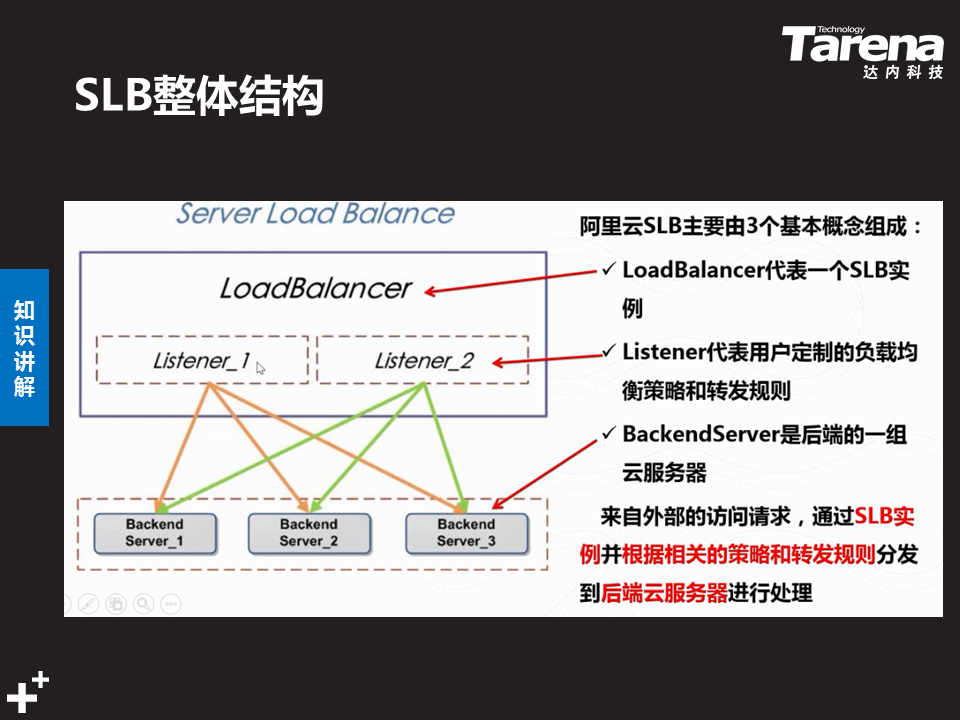 Technology
Tarena
达内科技
SLB整体结构
知
识
讲
解
Server Load Balance
LoadBalancer
Listener_1
Listener_2
Backend
Server_1
Backend
Server_2
Backend
Server_3
阿里云SLB主要由3个基本概念组成：
✓ LoadBalancer代表一个SLB实
例
✓ Listener代表用户定制的负载均
衡策略和转发规则
✓ BackendServer是后端的一组
云服务器
来自外部的访问请求，通过SLB实
例并根据相关的策略和转发规则分发
到后端云服务器进行处理